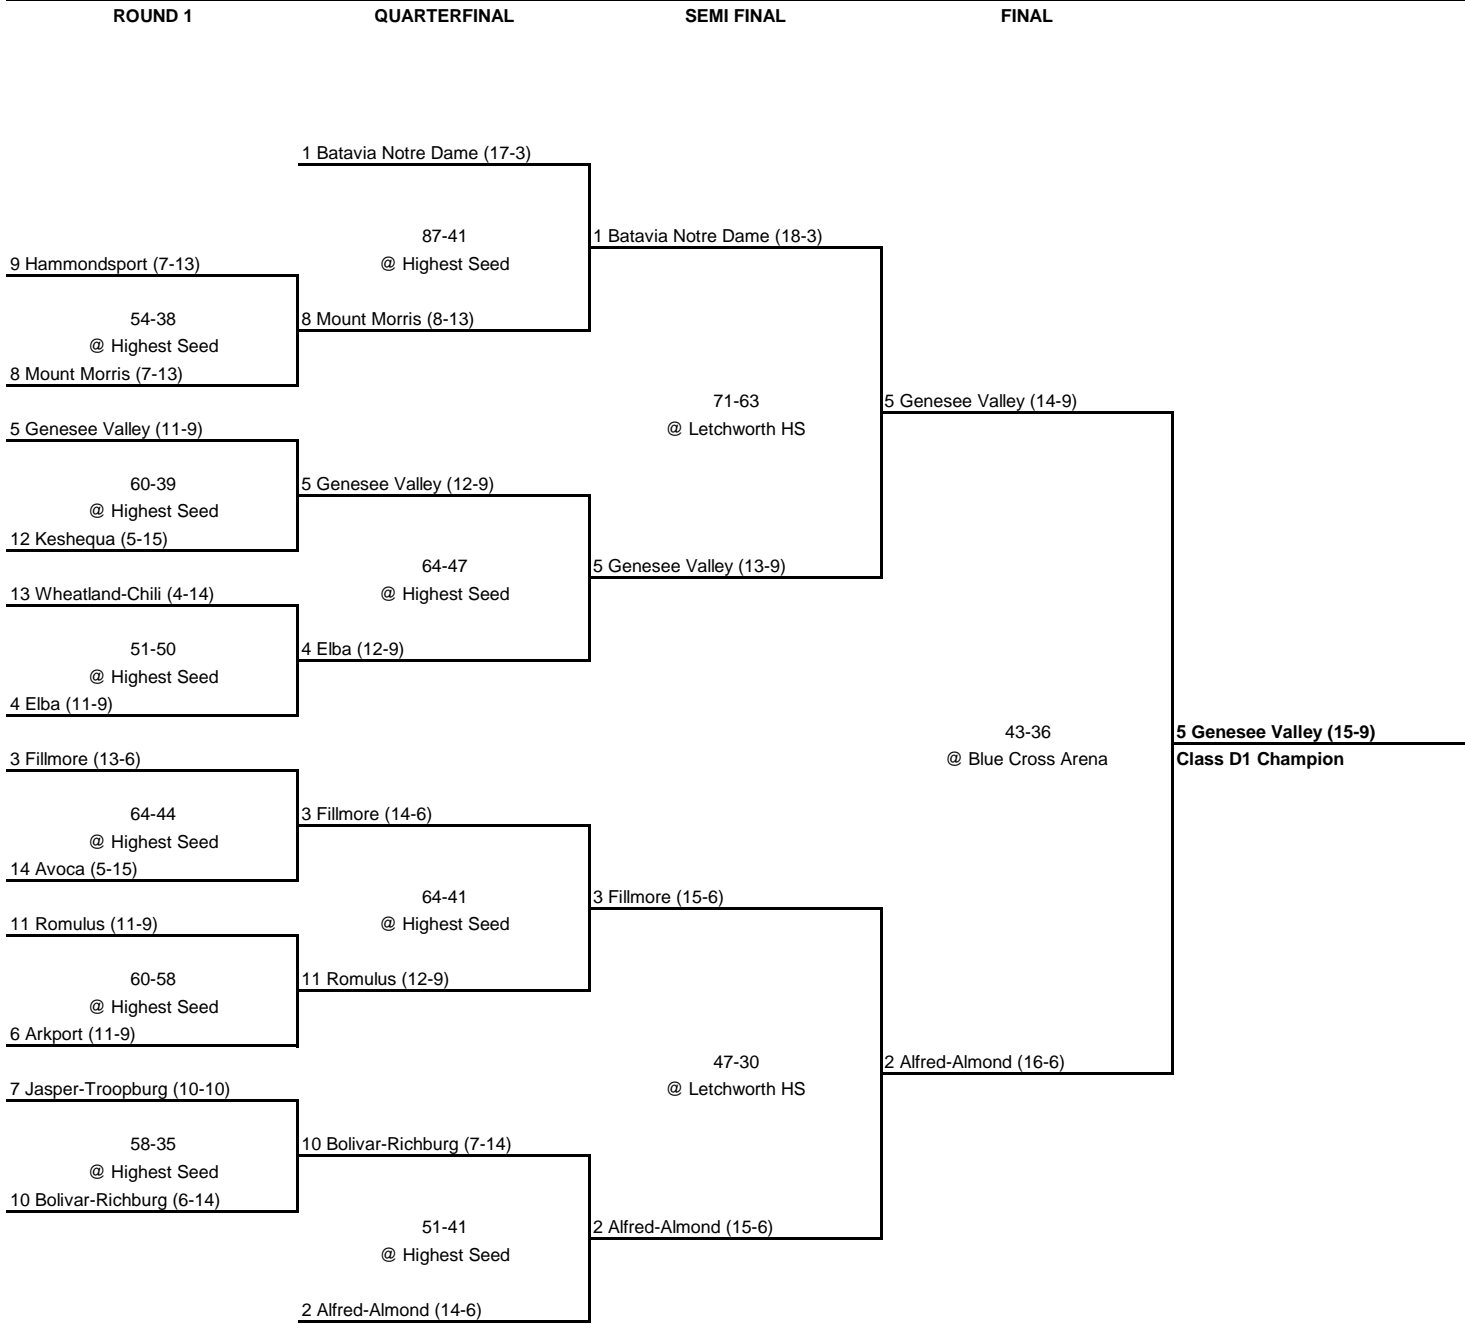 ROUND 1 QUARTERFINAL SEMI FINAL FINAL
1 Batavia Notre Dame (17-3)
87-41 1 Batavia Notre Dame (18-3)
9 Hammondsport (7-13) @ Highest Seed
54-38 8 Mount Morris (8-13)
@ Highest Seed
8 Mount Morris (7-13)
71-63 5 Genesee Valley (14-9)
5 Genesee Valley (11-9) @ Letchworth HS
60-39 5 Genesee Valley (12-9)
@ Highest Seed
12 Keshequa (5-15)
64-47 5 Genesee Valley (13-9)
13 Wheatland-Chili (4-14) @ Highest Seed
51-50 4 Elba (12-9)
@ Highest Seed
4 Elba (11-9)
43-36 5 Genesee Valley (15-9)
3 Fillmore (13-6) @ Blue Cross Arena Class D1 Champion
64-44 3 Fillmore (14-6)
@ Highest Seed
14 Avoca (5-15)
64-41 3 Fillmore (15-6)
11 Romulus (11-9) @ Highest Seed
60-58 11 Romulus (12-9)
@ Highest Seed
6 Arkport (11-9)
47-30 2 Alfred-Almond (16-6)
7 Jasper-Troopburg (10-10) @ Letchworth HS
58-35 10 Bolivar-Richburg (7-14)
@ Highest Seed
10 Bolivar-Richburg (6-14)
51-41 2 Alfred-Almond (15-6)
@ Highest Seed
2 Alfred-Almond (14-6)